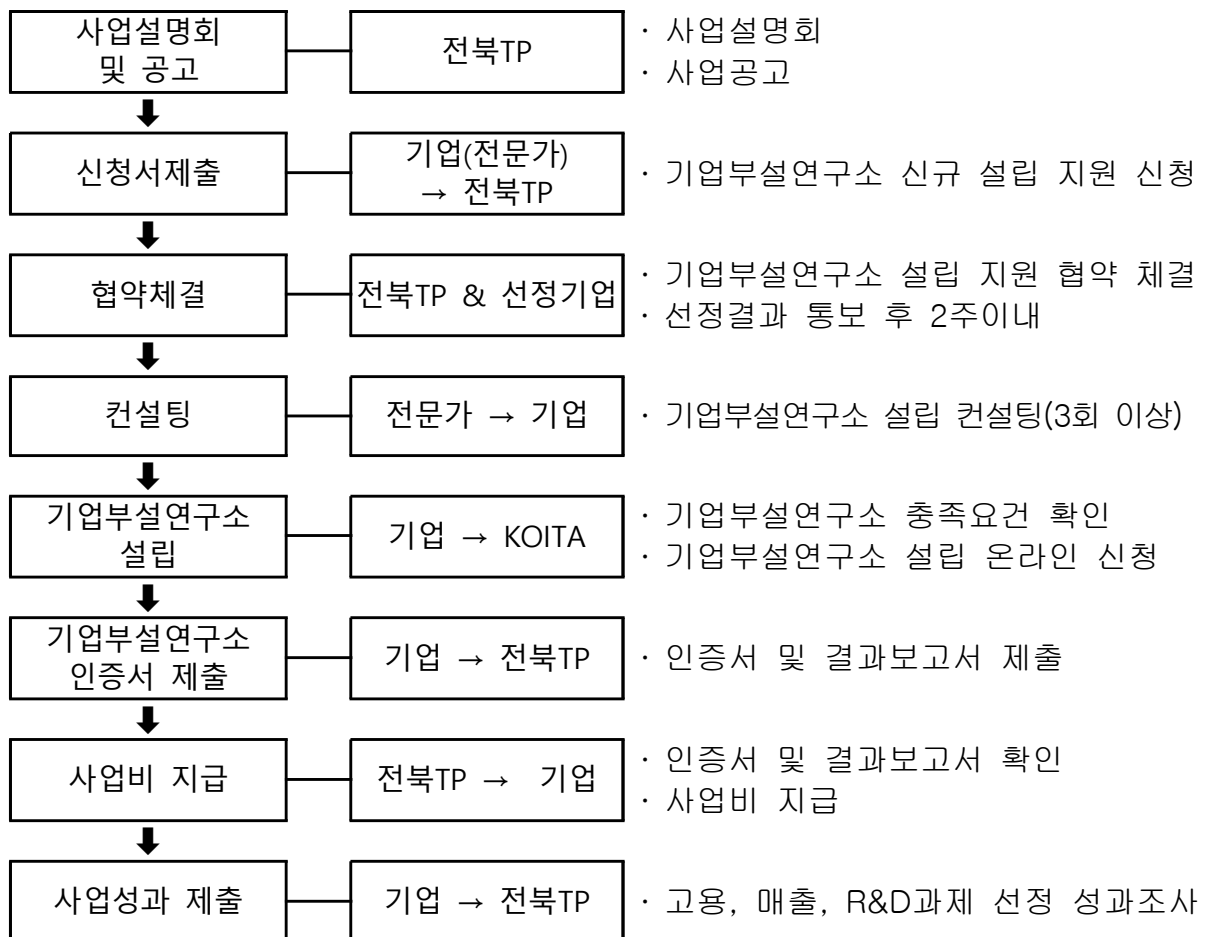 사업설명회
및 공고
전북TP
· 사업설명회
· 사업공고
신청서제출
기업(전문가)
→ 전북TP
· 기업부설연구소 신규 설립 지원 신청
협약체결
전북TP & 선정기업
· 기업부설연구소 설립 지원 협약 체결
· 선정결과 통보 후 2주이내
컨설팅
전문가 → 기업
· 기업부설연구소 설립 컨설팅(3회 이상)
기업부설연구소
설립
기업 → KOITA
· 기업부설연구소 충족요건 확인
· 기업부설연구소 설립 온라인 신청
기업부설연구소
인증서 제출
기업 → 전북TP
· 인증서 및 결과보고서 제출
사업비 지급
전북TP → 기업
· 인증서 및 결과보고서 확인
· 사업비 지급
사업성과 제출
기업 → 전북TP
· 고용, 매출, R&D과제 선정 성과조사